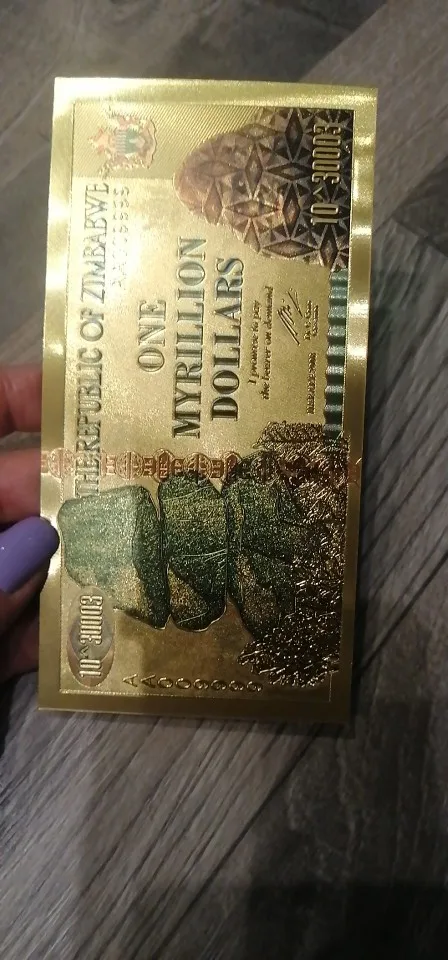 THE REPUBLIC OF ZIMBABWE
10^30003
ONE
MYRILLION
DOLLARS
I promise to pay
the bearer on demand
10^30003